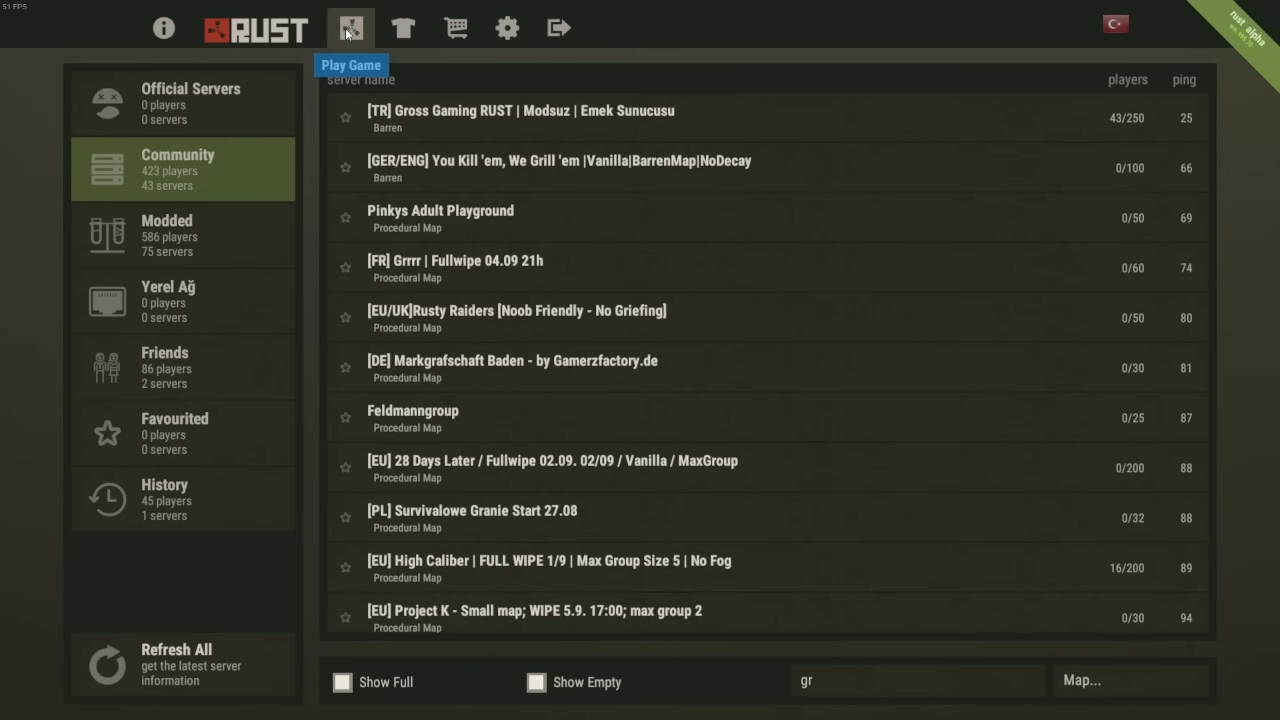 51 FPS
RUST
rust alpha
Play Game
Official Servers
0 players
0 servers
Community
423 players
43 servers
Modded
586 players
75 servers
Yerel Ağ
0 players
0 servers
Friends
86 players
2 servers
Favourited
0 players
0 servers
History
45 players
1 servers
Refresh All
get the latest server
information
server name players ping
[TR] Gross Gaming RUST | Modsuz | Emek Sunucusu
Barren
43/250 25
[GER/ENG] You Kill 'em, We Grill 'em |Vanilla|BarrenMap|NoDecay
Barren
0/100 66
Pinkys Adult Playground
Procedural Map
0/50 69
[FR] Grrrr | Fullwipe 04.09 21h
Procedural Map
0/60 74
[EU/UK]Rusty Raiders [Noob Friendly - No Griefing]
Procedural Map
0/50 80
[DE] Markgrafschaft Baden - by Gamerzfactory.de
Procedural Map
0/30 81
Feldmanngroup
Procedural Map
0/25 87
[EU] 28 Days Later / Fullwipe 02.09. 02/09 / Vanilla / MaxGroup
Procedural Map
0/200 88
[PL] Survivalowe Granie Start 27.08
Procedural Map
0/32 88
[EU] High Caliber | FULL WIPE 1/9 | Max Group Size 5 | No Fog
Procedural Map
16/200 89
[EU] Project K - Small map; WIPE 5.9. 17:00; max group 2
Procedural Map
0/30 94
Show Full
Show Empty
gr
Map...